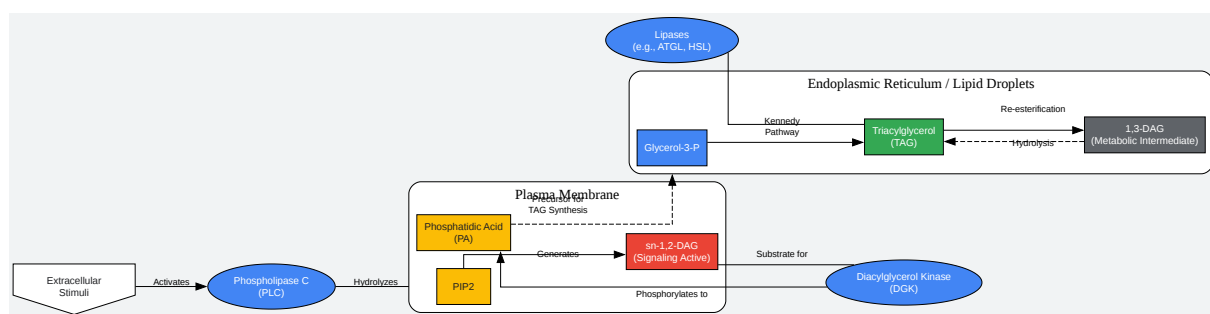 Lipases
(e.g., ATGL, HSL)
Endoplasmic Reticulum / Lipid Droplets
Re-esterification
Kennedy
Pathway
Triacylglycerol
(TAG)
1,3-DAG
(Metabolic Intermediate)
Hydrolysis
Glycerol-3-P
Plasma Membrane
Precursor for
TAG Synthesis
Phosphatidic Acid
(PA)
Generates
sn-1,2-DAG
(Signaling Active)
Substrate for
Extracellular
Stimuli
Activates
Phospholipase C
(PLC)
Hydrolyzes
PIP2
Phosphorylates to
Diacylglycerol Kinase
(DGK)